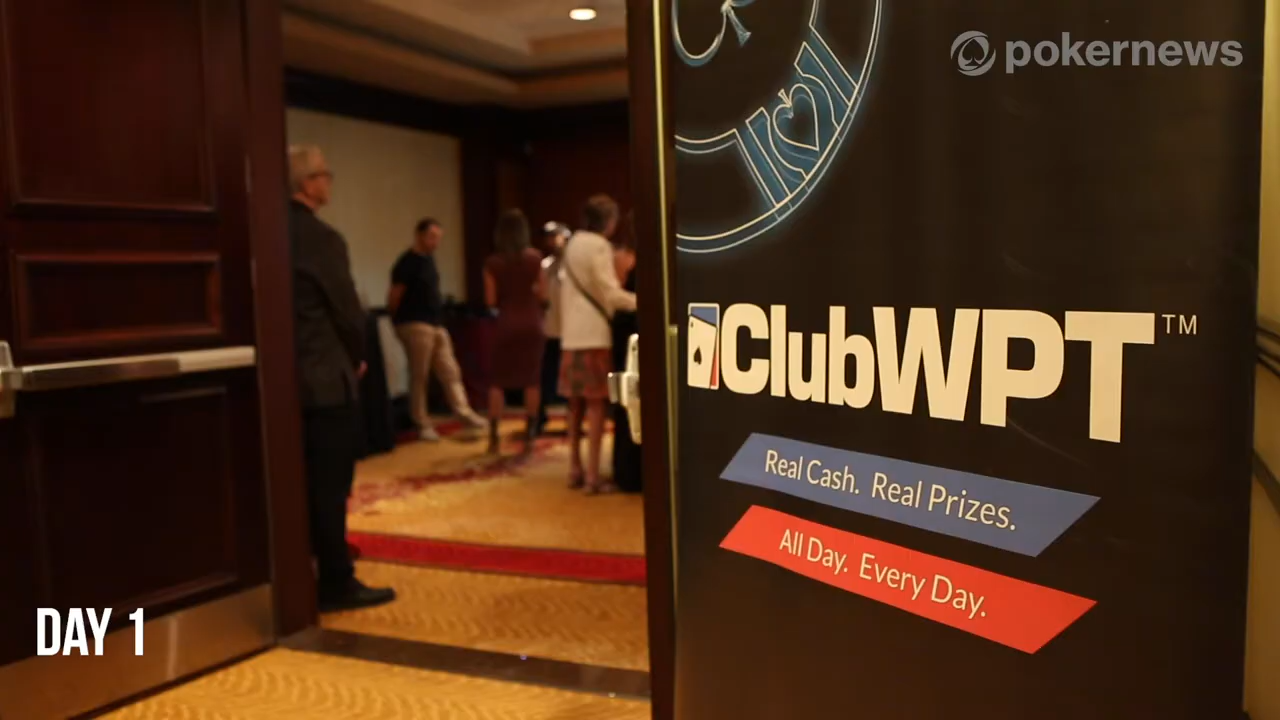 pokernews
ClubWPT™
Real Cash. Real Prizes.
All Day. Every Day.
DAY 1